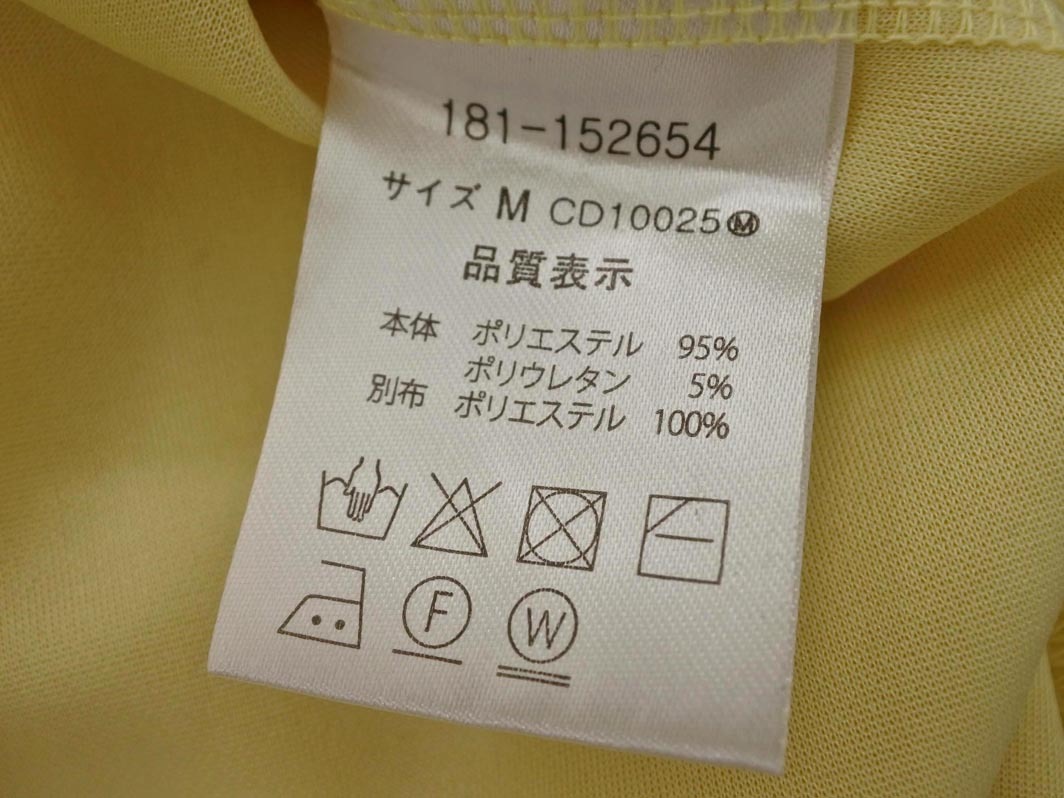 181-152654
サイズ M CD10025Ⓜ
品質表示
本体 ポリエステル 95%
ポリウレタン 5%
別布 ポリエステル 100%
F W